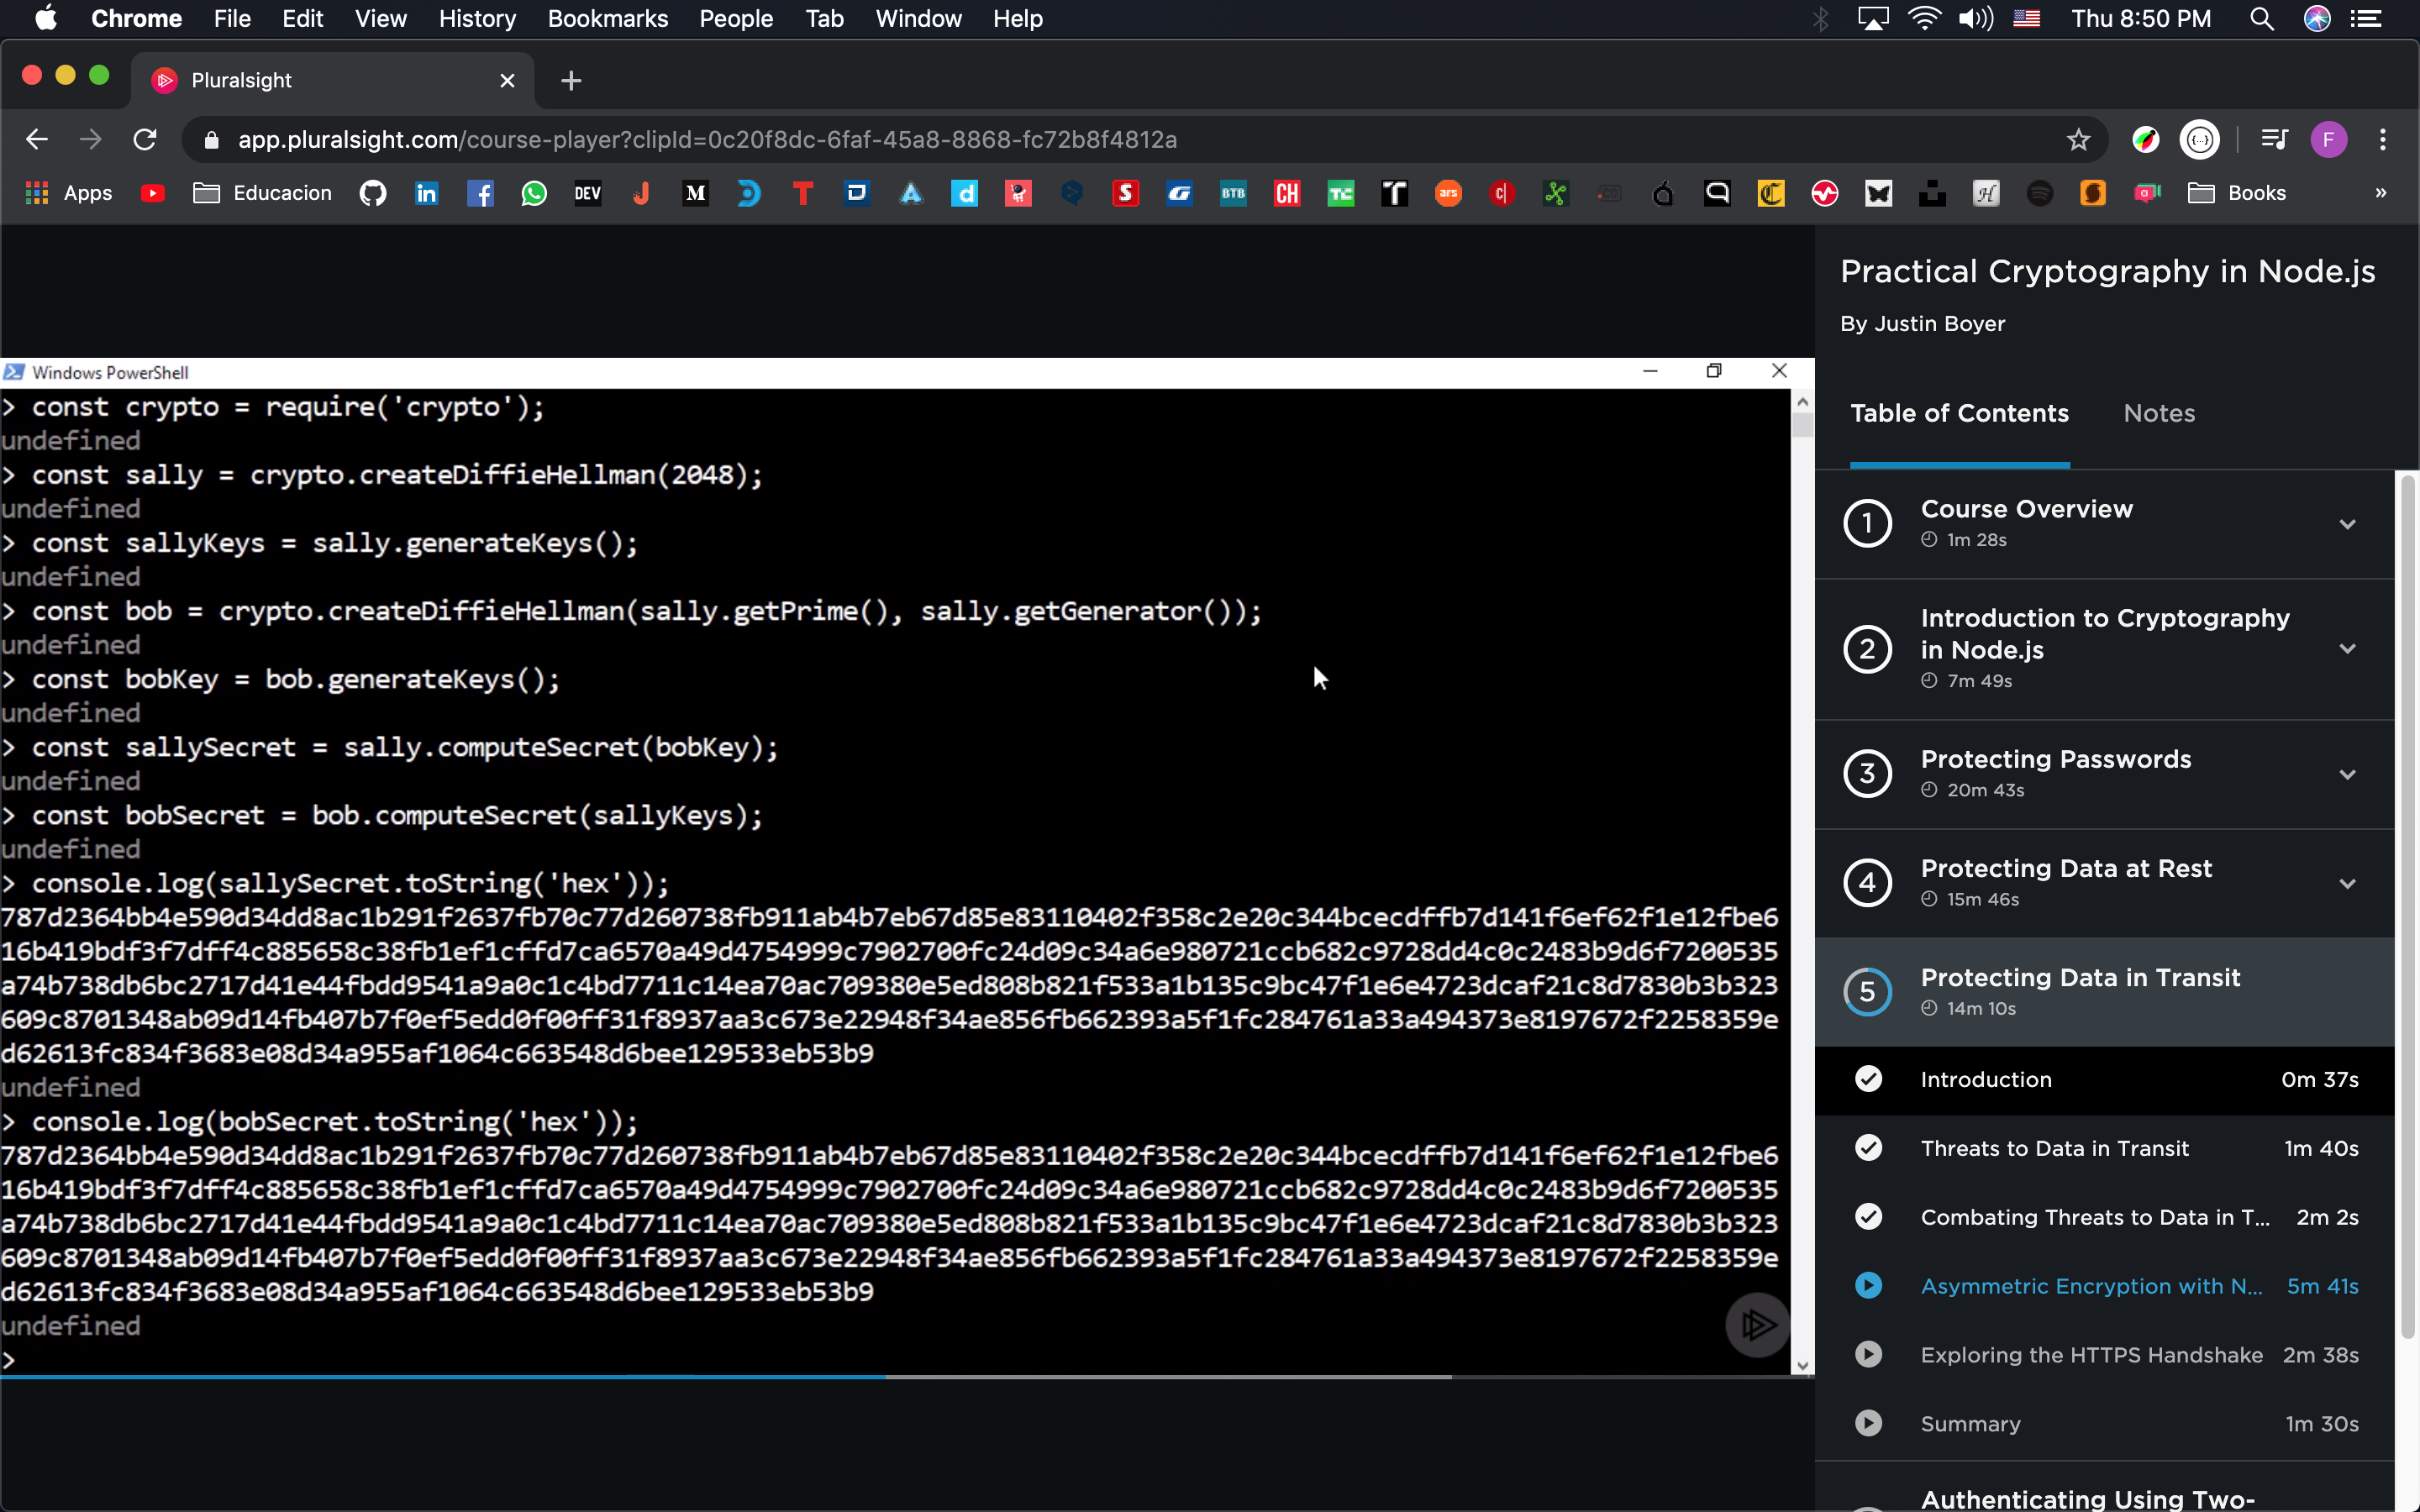 Chrome File Edit View History Bookmarks People Tab Window Help Thu 8:50 PM
Pluralsight
app.pluralsight.com/course-player?clipId=0c20f8dc-6faf-45a8-8868-fc72b8f4812a F
Apps Educacion DEV M BTB CH TC ars Books »
Windows PowerShell
> const crypto = require('crypto');
undefined
> const sally = crypto.createDiffieHellman(2048);
undefined
> const sallyKeys = sally.generateKeys();
undefined
> const bob = crypto.createDiffieHellman(sally.getPrime(), sally.getGenerator());
undefined
> const bobKey = bob.generateKeys();
undefined
> const sallySecret = sally.computeSecret(bobKey);
undefined
> const bobSecret = bob.computeSecret(sallyKeys);
undefined
> console.log(sallySecret.toString('hex'));
787d2364bb4e590d34dd8ac1b291f2637fb70c77d260738fb911ab4b7eb67d85e83110402f358c2e20c344bcecdffb7d141f6ef62f1e12fbe6
16b419bdf3f7dff4c885658c38fb1ef1cffd7ca6570a49d4754999c7902700fc24d09c34a6e980721ccb682c9728dd4c0c2483b9d6f7200535
a74b738db6bc2717d41e44fbdd9541a9a0c1c4bd7711c14ea70ac709380e5ed808b821f533a1b135c9bc47f1e6e4723dcaf21c8d7830b3b323
609c8701348ab09d14fb407b7f0ef5edd0f00ff31f8937aa3c673e22948f34ae856fb662393a5f1fc284761a33a494373e8197672f2258359e
d62613fc834f3683e08d34a955af1064c663548d6bee129533eb53b9
undefined
> console.log(bobSecret.toString('hex'));
787d2364bb4e590d34dd8ac1b291f2637fb70c77d260738fb911ab4b7eb67d85e83110402f358c2e20c344bcecdffb7d141f6ef62f1e12fbe6
16b419bdf3f7dff4c885658c38fb1ef1cffd7ca6570a49d4754999c7902700fc24d09c34a6e980721ccb682c9728dd4c0c2483b9d6f7200535
a74b738db6bc2717d41e44fbdd9541a9a0c1c4bd7711c14ea70ac709380e5ed808b821f533a1b135c9bc47f1e6e4723dcaf21c8d7830b3b323
609c8701348ab09d14fb407b7f0ef5edd0f00ff31f8937aa3c673e22948f34ae856fb662393a5f1fc284761a33a494373e8197672f2258359e
d62613fc834f3683e08d34a955af1064c663548d6bee129533eb53b9
undefined
>
Practical Cryptography in Node.js
By Justin Boyer
Table of Contents Notes
1 Course Overview
1m 28s
2 Introduction to Cryptography
in Node.js
7m 49s
3 Protecting Passwords
20m 43s
4 Protecting Data at Rest
15m 46s
5 Protecting Data in Transit
14m 10s
Introduction 0m 37s
Threats to Data in Transit 1m 40s
Combating Threats to Data in T... 2m 2s
Asymmetric Encryption with N... 5m 41s
Exploring the HTTPS Handshake 2m 38s
Summary 1m 30s
Authenticating Using Two-